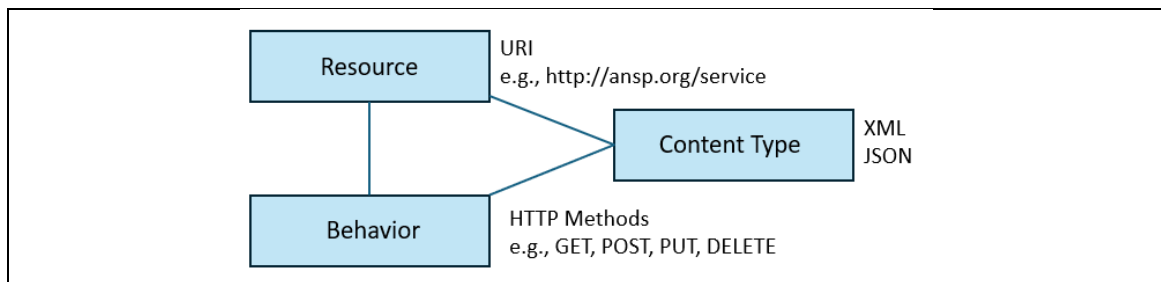 Resource
URI
e.g., http://ansp.org/service
Content Type
XML
JSON
Behavior
HTTP Methods
e.g., GET, POST, PUT, DELETE